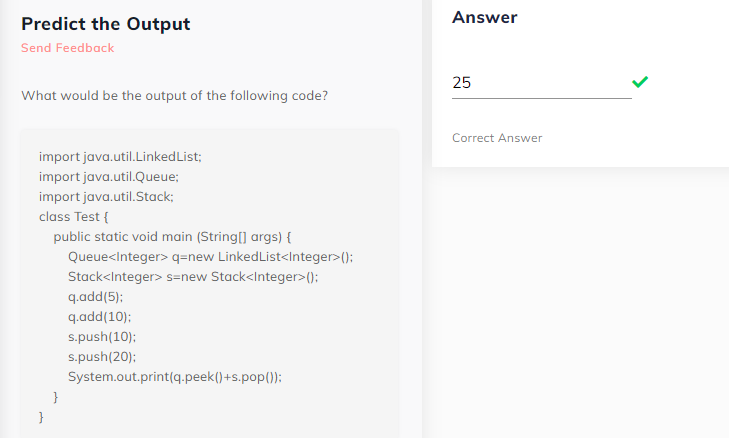 Predict the Output
Send Feedback
What would be the output of the following code?
import java.util.LinkedList;
import java.util.Queue;
import java.util.Stack;
class Test {
public static void main (String[] args) {
Queue<Integer> q=new LinkedList<Integer>();
Stack<Integer> s=new Stack<Integer>();
q.add(5);
q.add(10);
s.push(10);
s.push(20);
System.out.print(q.peek()+s.pop());
}
}
Answer
25
Correct Answer